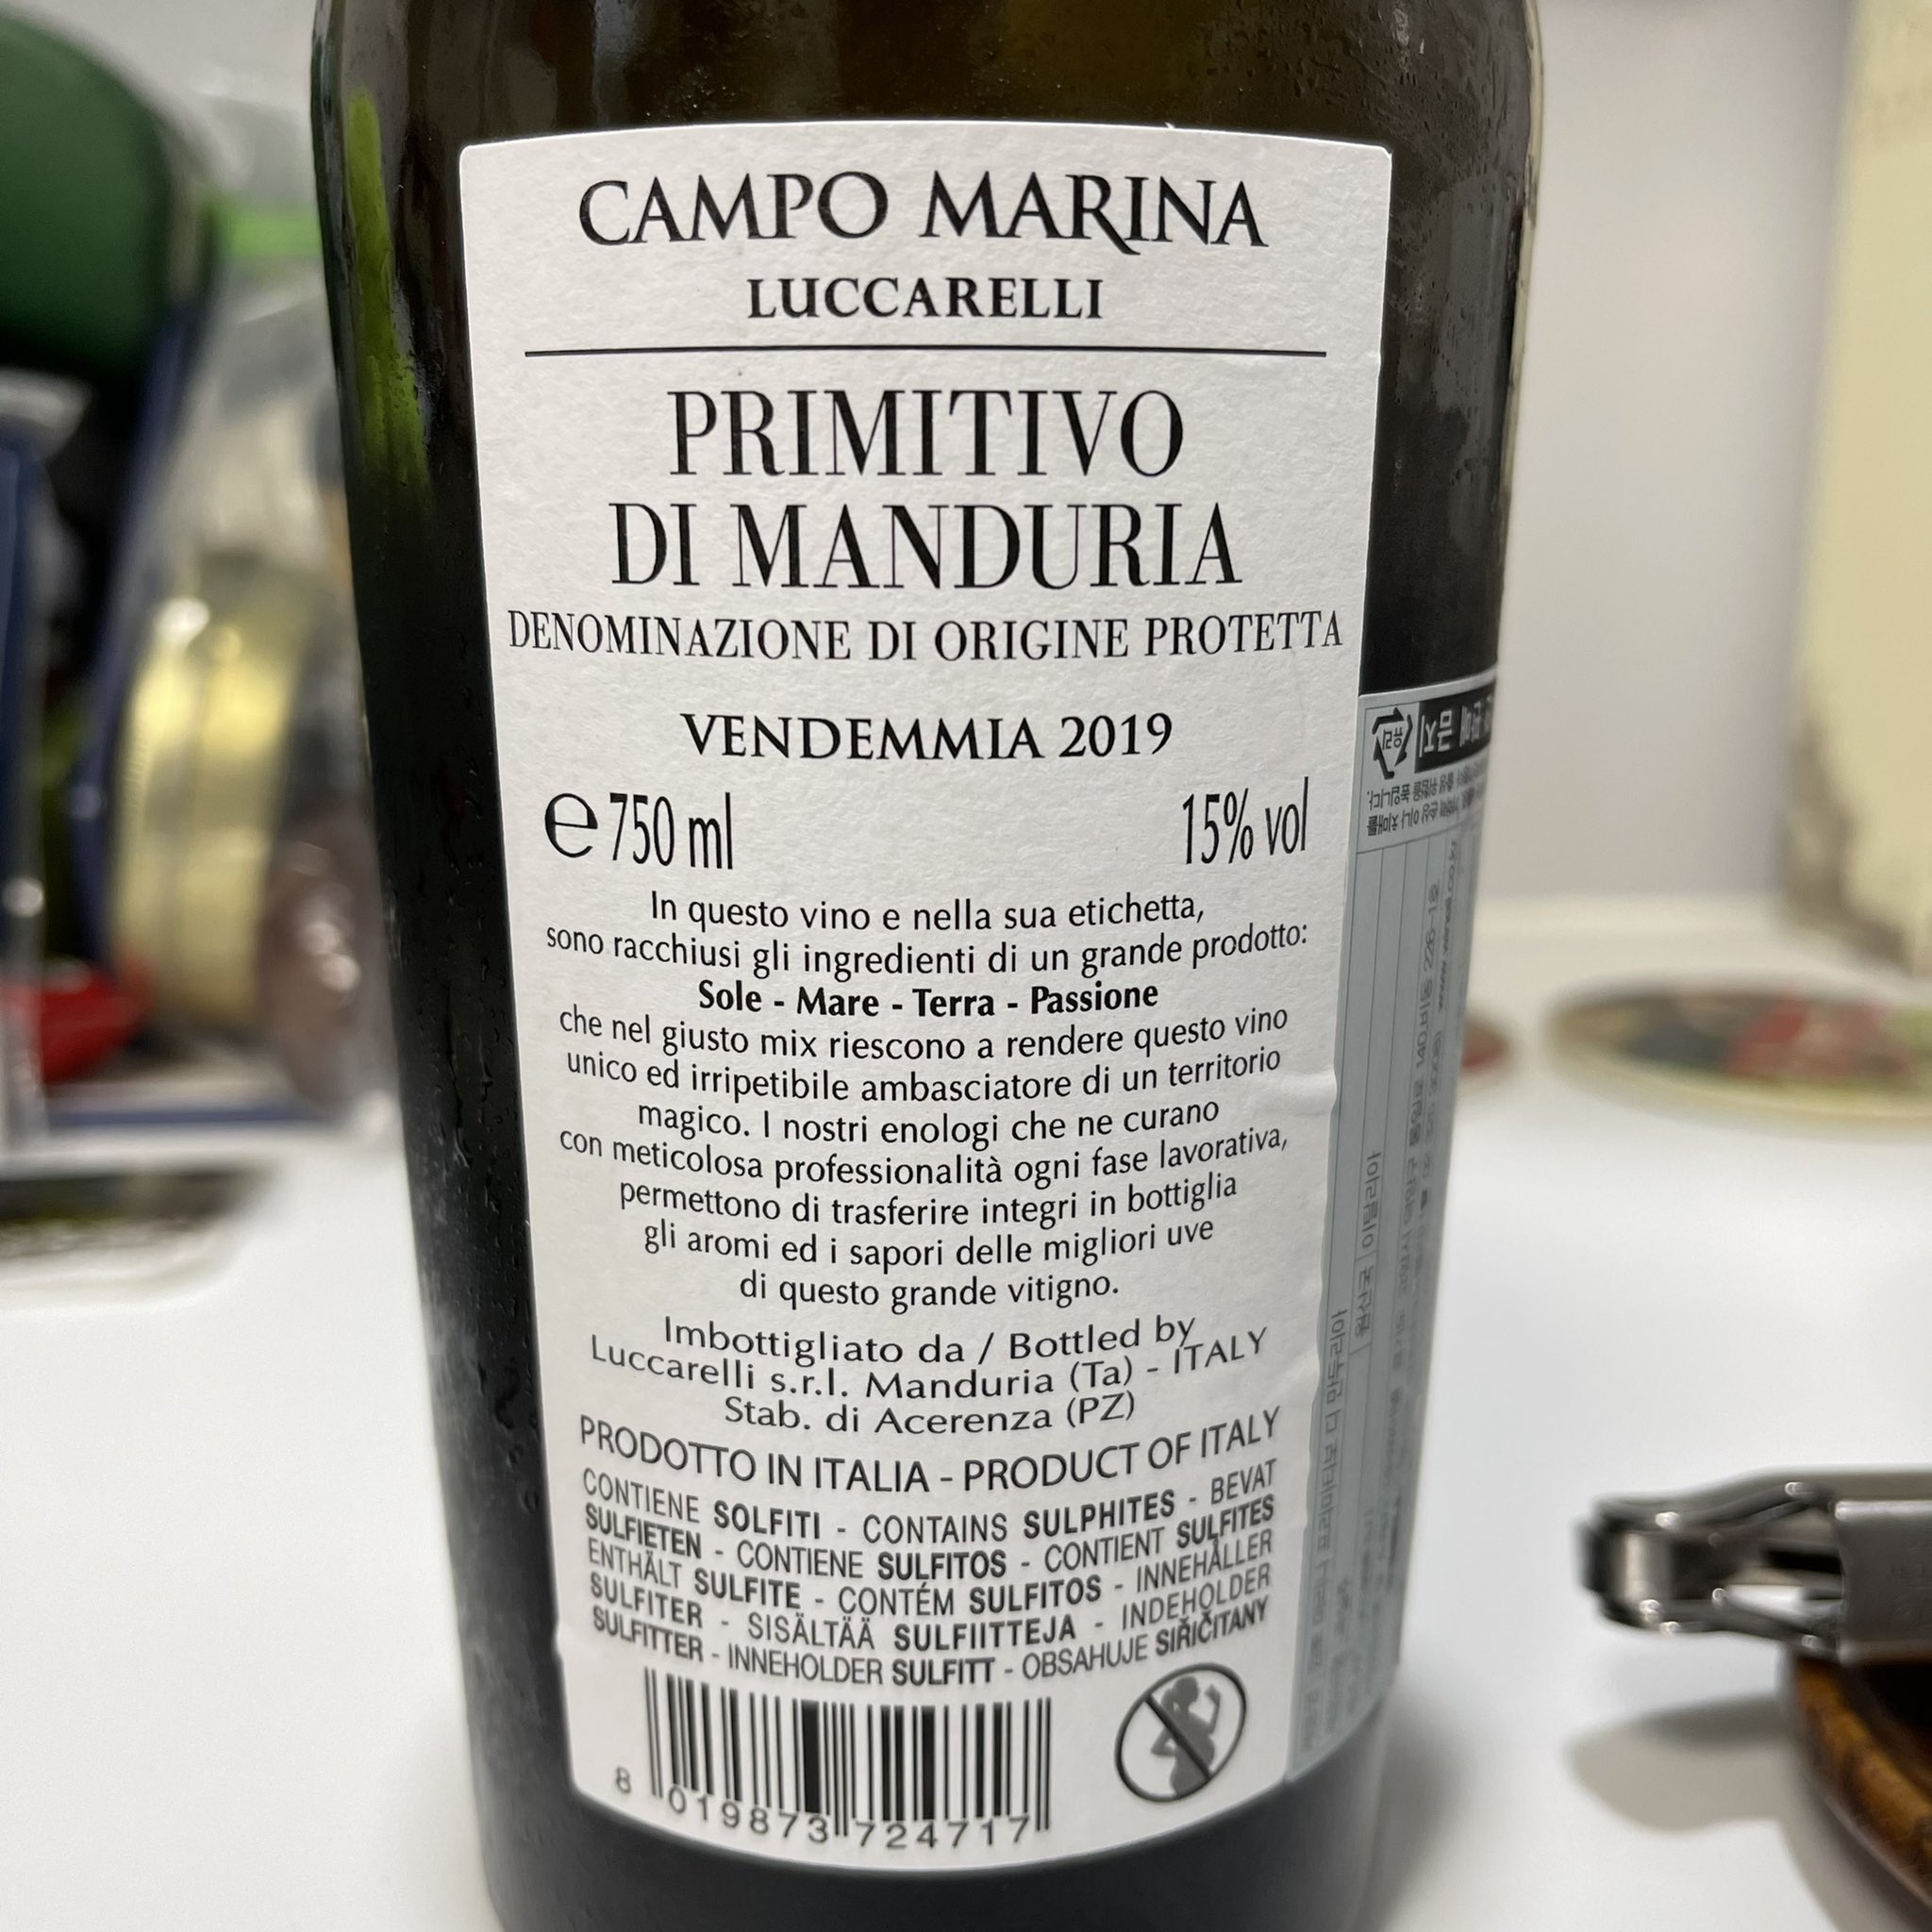 CAMPO MARINA
LUCCARELLI
PRIMITIVO
DI MANDURIA
DENOMINAZIONE DI ORIGINE PROTETTA
VENDEMMIA 2019
℮ 750 ml 15% vol
In questo vino e nella sua etichetta,
sono racchiusi gli ingredienti di un grande prodotto:
Sole - Mare - Terra - Passione
che nel giusto mix riescono a rendere questo vino
unico ed irripetibile ambasciatore di un territorio
magico. I nostri enologi che ne curano
con meticolosa professionalità ogni fase lavorativa,
permettono di trasferire integri in bottiglia
gli aromi ed i sapori delle migliori uve
di questo grande vitigno.
Imbottigliato da / Bottled by
Luccarelli s.r.l. Manduria (Ta) - ITALY
Stab. di Acerenza (PZ)
PRODOTTO IN ITALIA - PRODUCT OF ITALY
CONTIENE SOLFITI - CONTAINS SULPHITES - BEVAT
SULFIETEN - CONTIENE SULFITOS - CONTIENT SULFITES
ENTHÄLT SULFITE - CONTÉM SULFITOS - INNEHÅLLER
SULFITER - SISÄLTÄÄ SULFIITTEJA - INDEHOLDER
SULFITTER - INNEHOLDER SULFITT - OBSAHUJE SIŘIČITANY
8 019873 724717
유리
금지